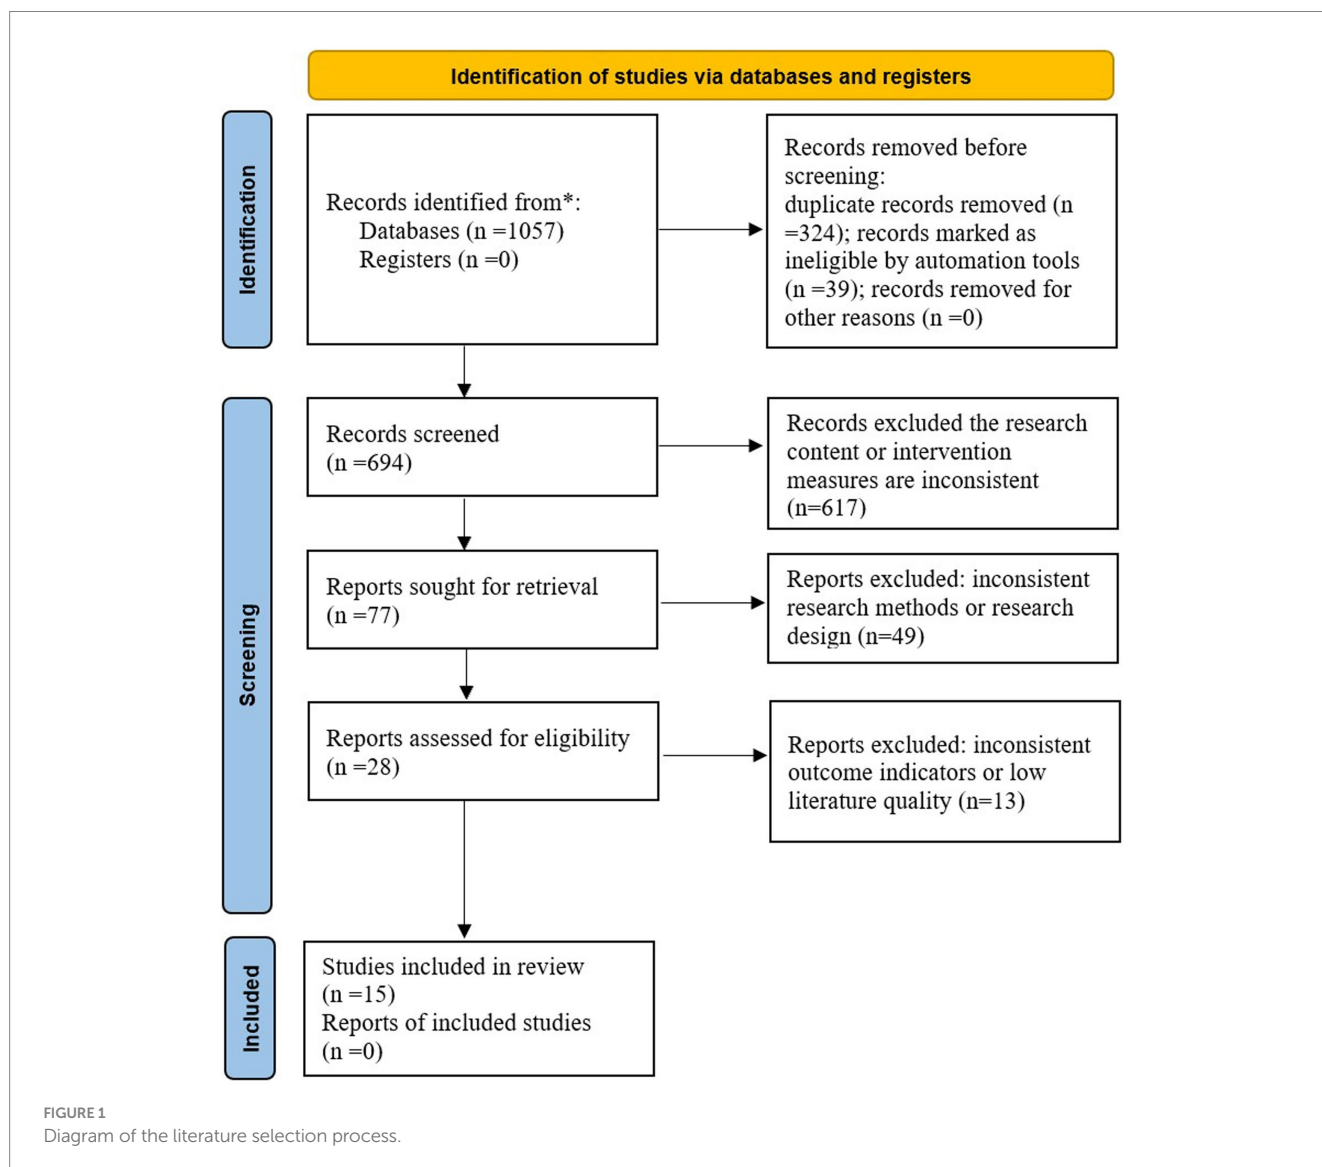 Identification of studies via databases and registers
Identification
Records identified from*:
Databases (n =1057)
Registers (n =0)
Records removed before
screening:
duplicate records removed (n
=324); records marked as
ineligible by automation tools
(n =39); records removed for
other reasons (n =0)
Screening
Records screened
(n =694)
Records excluded the research
content or intervention
measures are inconsistent
(n=617)
Reports sought for retrieval
(n =77)
Reports excluded: inconsistent
research methods or research
design (n=49)
Reports assessed for eligibility
(n =28)
Reports excluded: inconsistent
outcome indicators or low
literature quality (n=13)
Included
Studies included in review
(n =15)
Reports of included studies
(n =0)
FIGURE 1
Diagram of the literature selection process.